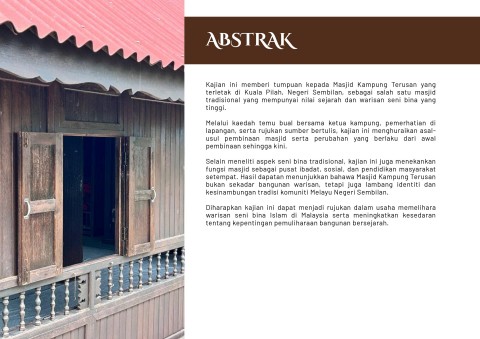 ABSTRAK
Kajian ini memberi tumpuan kepada Masjid Kampung Terusan yang
terletak di Kuala Pilah, Negeri Sembilan, sebagai salah satu masjid
tradisional yang mempunyai nilai sejarah dan warisan seni bina yang
tinggi.
Melalui kaedah temu bual bersama ketua kampung, pemerhatian di
lapangan, serta rujukan sumber bertulis, kajian ini menghuraikan asal-
usul pembinaan masjid serta perubahan yang berlaku dari awal
pembinaan sehingga kini.
Selain meneliti aspek seni bina tradisional, kajian ini juga menekankan
fungsi masjid sebagai pusat ibadat, sosial, dan pendidikan masyarakat
setempat. Hasil dapatan menunjukkan bahawa Masjid Kampung Terusan
bukan sekadar bangunan warisan, tetapi juga lambang identiti dan
kesinambungan tradisi komuniti Melayu Negeri Sembilan.
Diharapkan kajian ini dapat menjadi rujukan dalam usaha memelihara
warisan seni bina Islam di Malaysia serta meningkatkan kesedaran
tentang kepentingan pemuliharaan bangunan bersejarah.